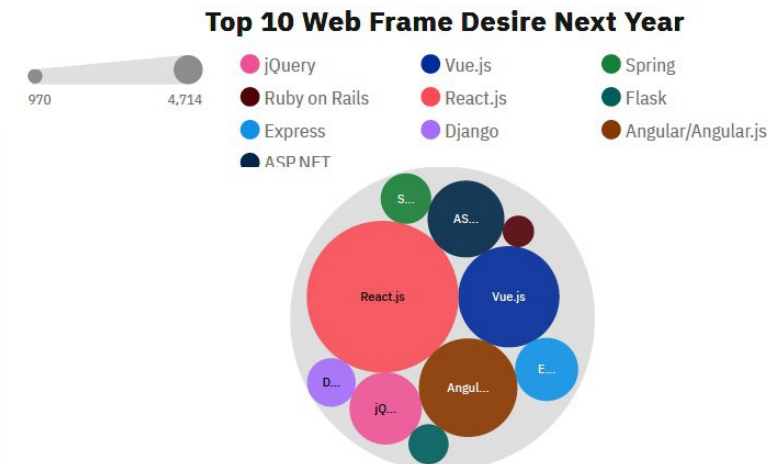 Top 10 Web Frame Desire Next Year
970
4,714
jQuery
Vue.js
Spring
Ruby on Rails
React.js
Flask
Express
Django
Angular/Angular.js
ASP.NET
S...
AS...
React.js
Vue.js
E...
D...
Angul...
jQ...